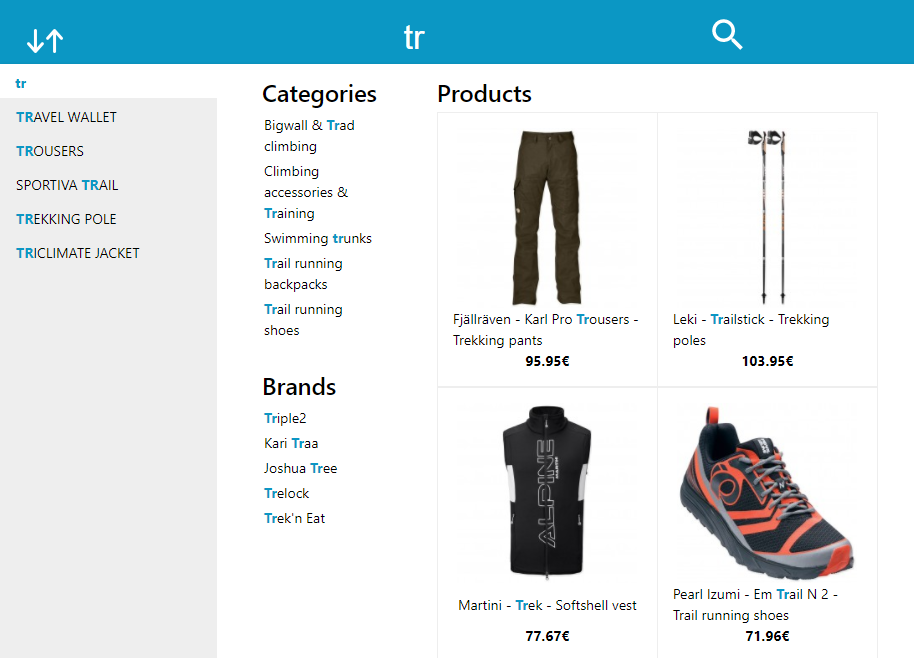 tr
tr
TRAVEL WALLET
TROUSERS
SPORTIVA TRAIL
TREKKING POLE
TRICLIMATE JACKET
Categories
Bigwall & Trad
climbing
Climbing
accessories &
Training
Swimming trunks
Trail running
backpacks
Trail running
shoes
Brands
Triple2
Kari Traa
Joshua Tree
Trelock
Trek'n Eat
Products
Fjällräven - Karl Pro Trousers -
Trekking pants
95.95€
Leki - Trailstick - Trekking
poles
103.95€
ALPINE
Martini - Trek - Softshell vest
77.67€
Pearl Izumi - Em Trail N 2 -
Trail running shoes
71.96€